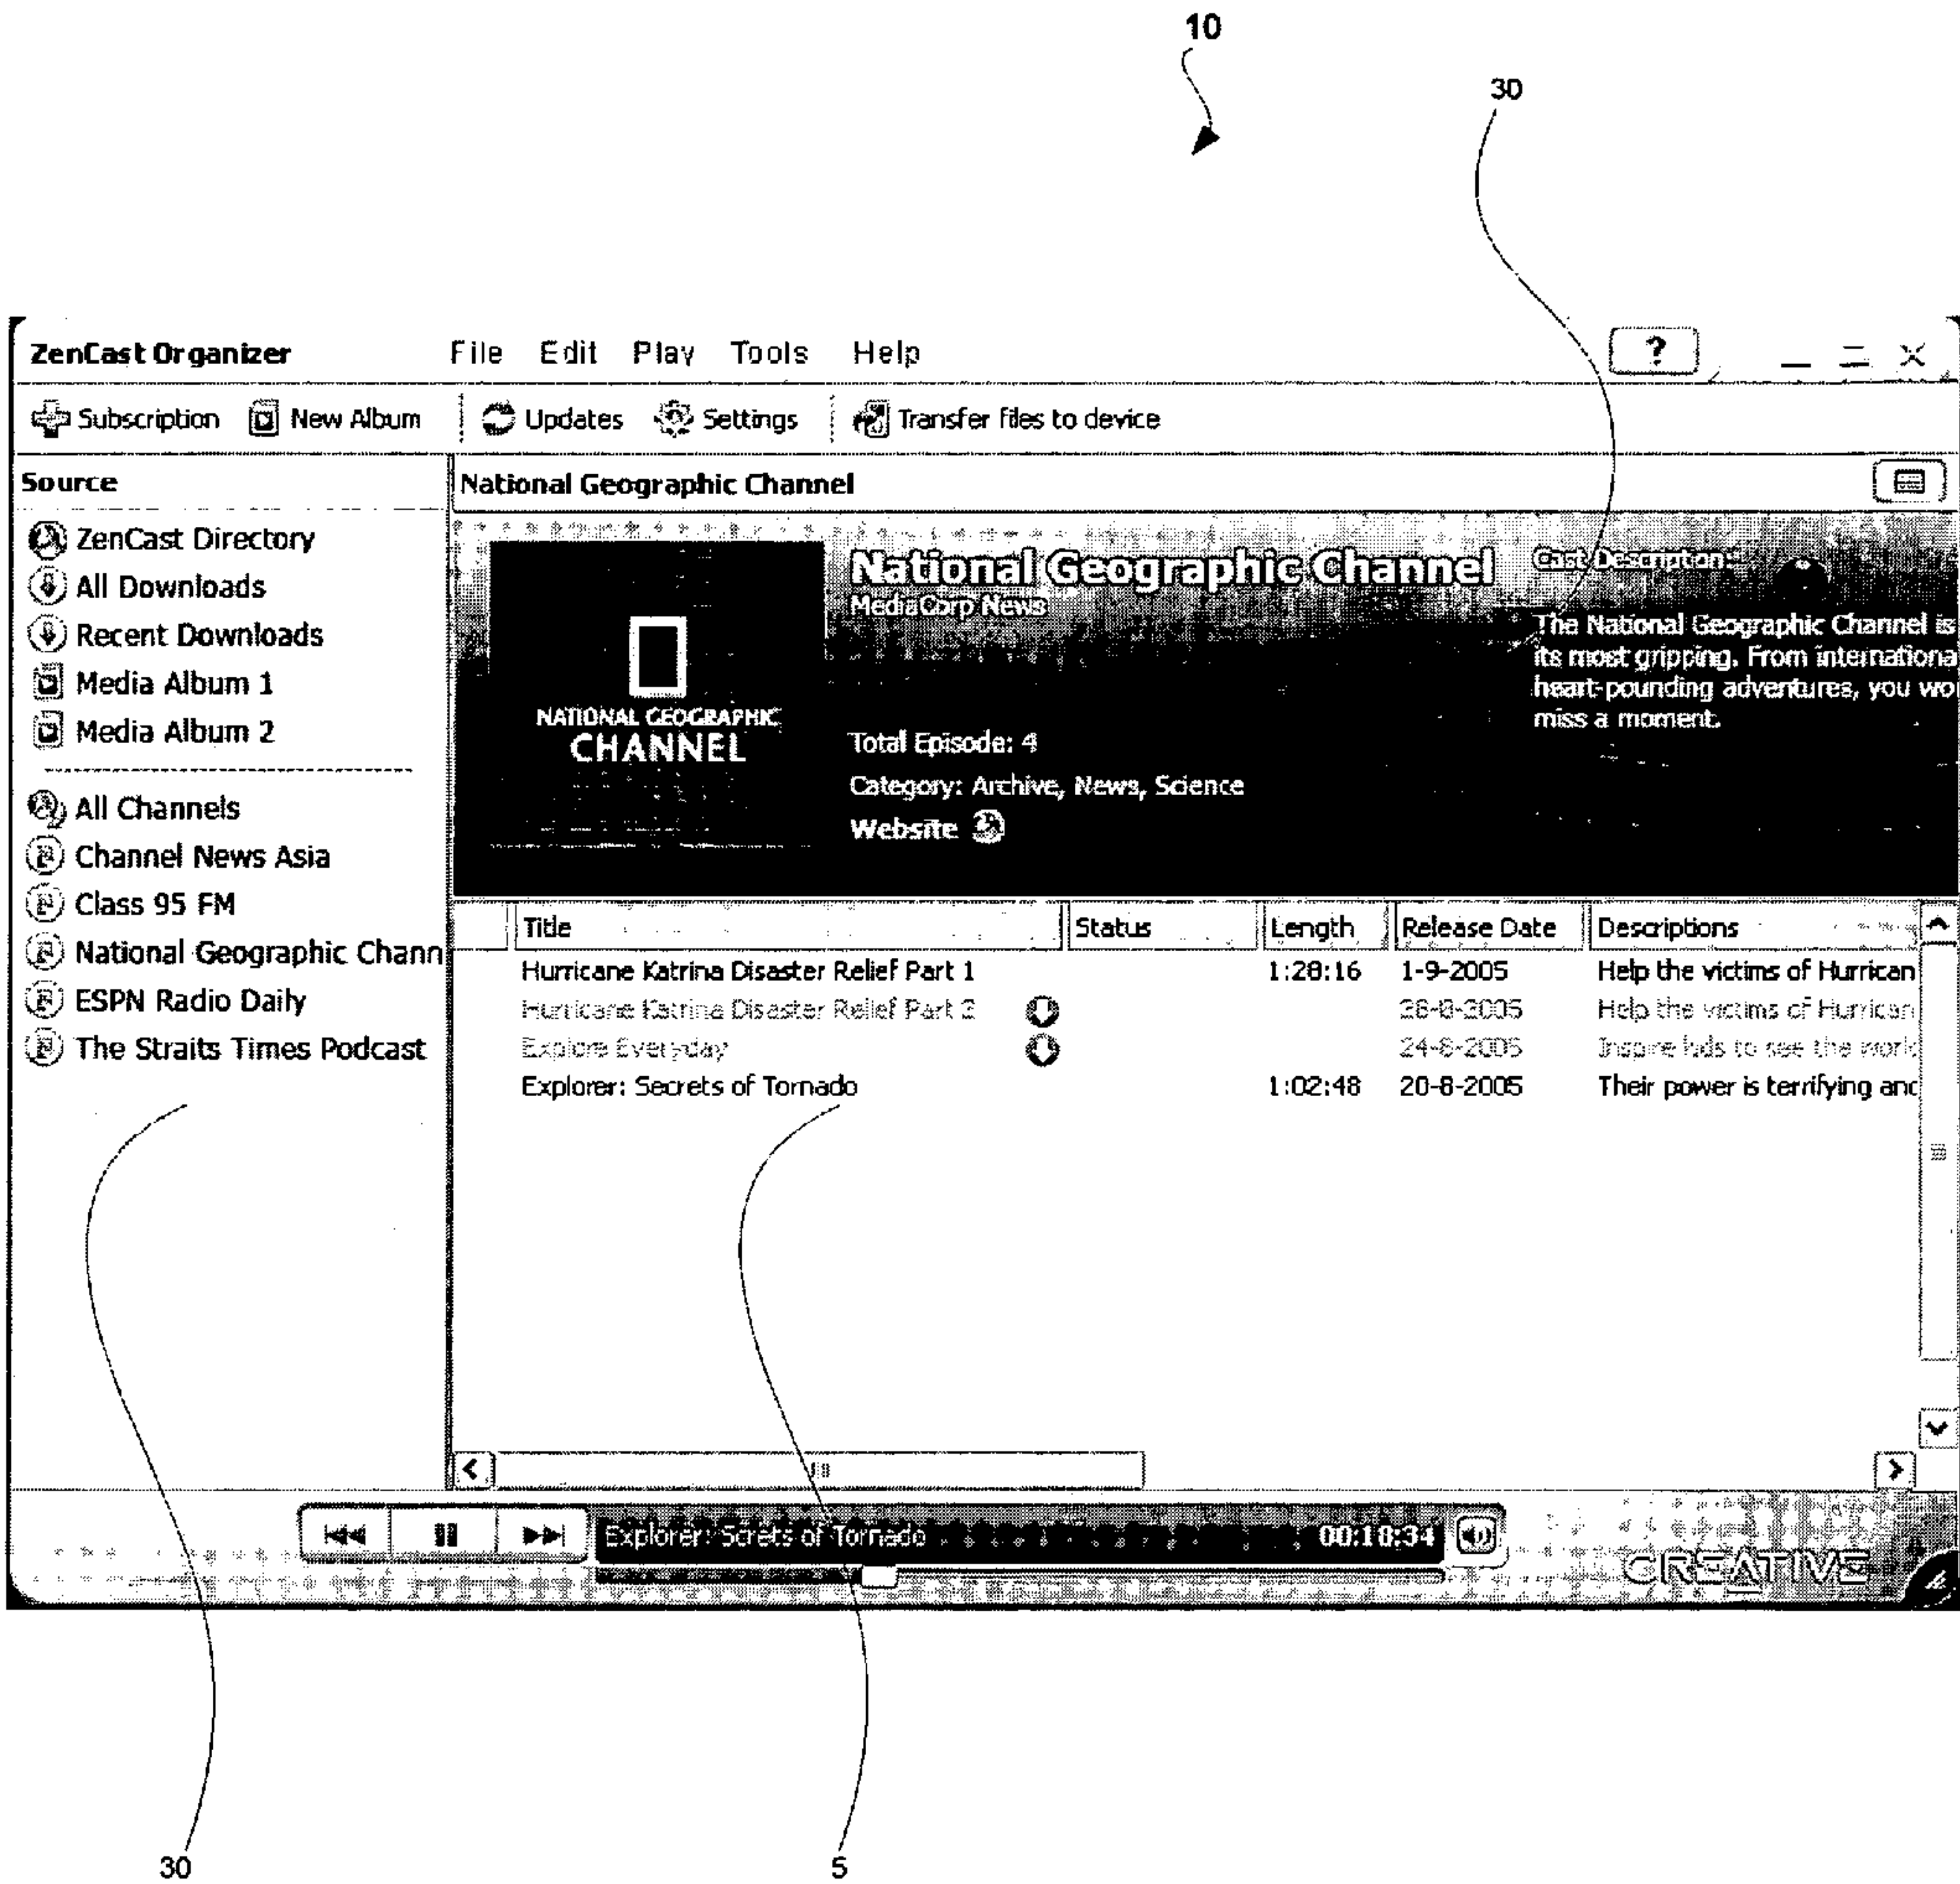 10
30
ZenCast Organizer File Edit Play Tools Help ?
Subscription New Album Updates Settings Transfer files to device
Source
National Geographic Channel
ZenCast Directory
All Downloads
Recent Downloads
Media Album 1
Media Album 2
All Channels
Channel News Asia
Class 95 FM
National Geographic Chann
ESPN Radio Daily
The Straits Times Podcast
NATIONAL GEOGRAPHIC
CHANNEL
National Geographic Channel
MediaCorp News
Total Episode: 4
Category: Archive, News, Science
Website
Cast Description:
The National Geographic Channel is
its most gripping. From internationa
heart-pounding adventures, you wo
miss a moment.
Title Status Length Release Date Descriptions
Hurricane Katrina Disaster Relief Part 1 1:28:16 1-9-2005 Help the victims of Hurrican
Hurricane Katrina Disaster Relief Part 2 28-8-2005 Help the victims of Hurrican
Explore Everyday 24-8-2005 Inspire kids to see the world
Explorer: Secrets of Tornado 1:02:48 20-8-2005 Their power is terrifying and
Explorer: Screts of Tornado 00:18:34
CREATIVE
30
5